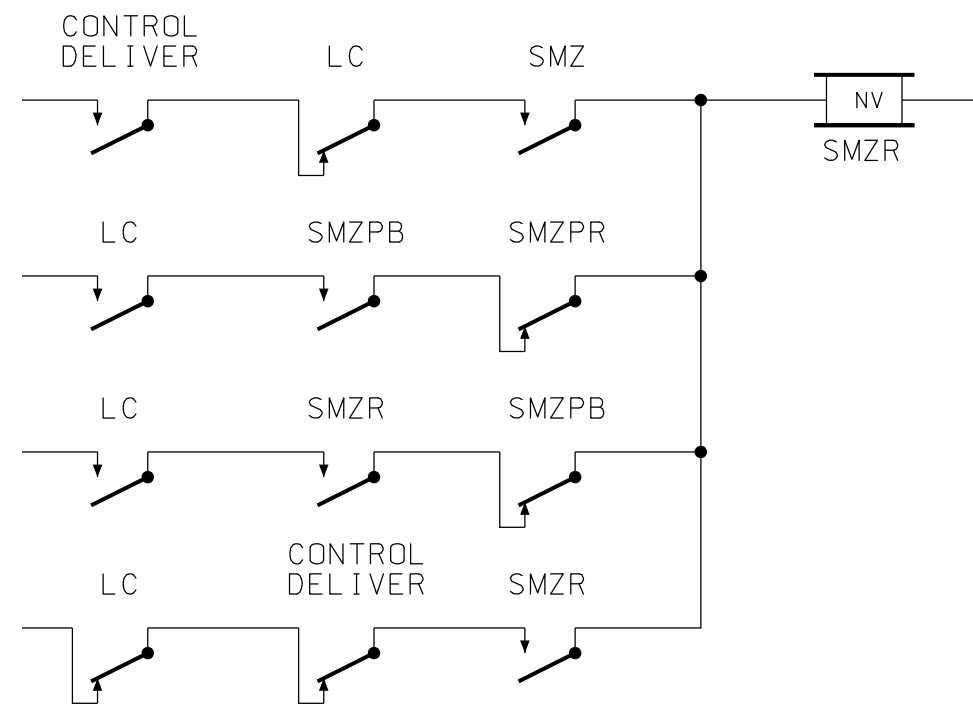 CONTROL
DELIVER
LC
SMZ
NV
SMZR
LC
SMZPB
SMZPR
LC
SMZR
SMZPB
LC
CONTROL
DELIVER
SMZR